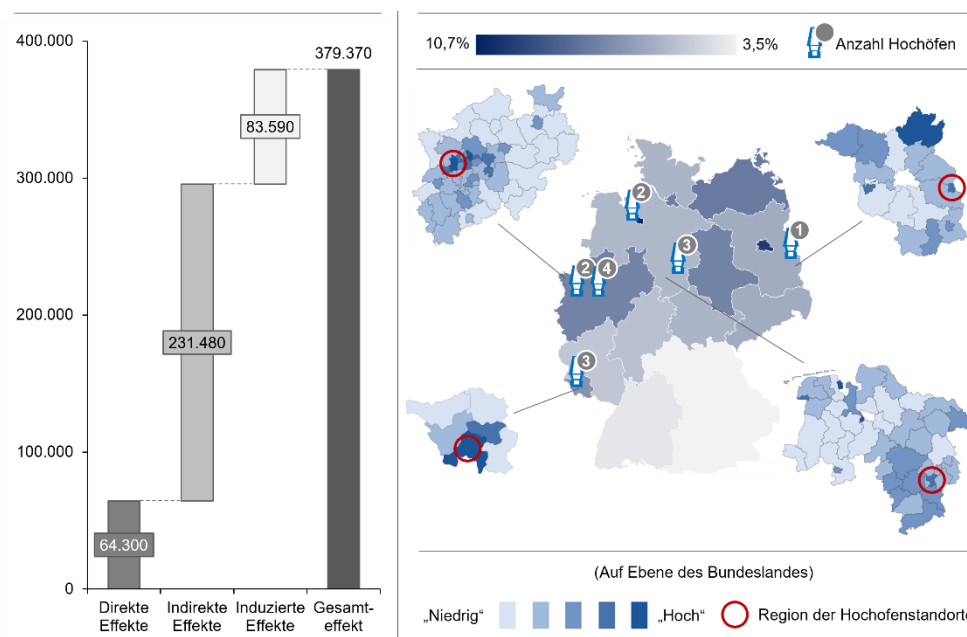 400.000
300.000
200.000
100.000
0
379.370
83.590
231.480
64.300
Direkte
Effekte
Indirekte
Effekte
Induzierte
Effekte
Gesamt-
effekt
10,7%
3,5%
Anzahl Hochöfen
2
1
3
2
4
3
(Auf Ebene des Bundeslandes)
„Niedrig“
„Hoch“
Region der Hochofenstandorte